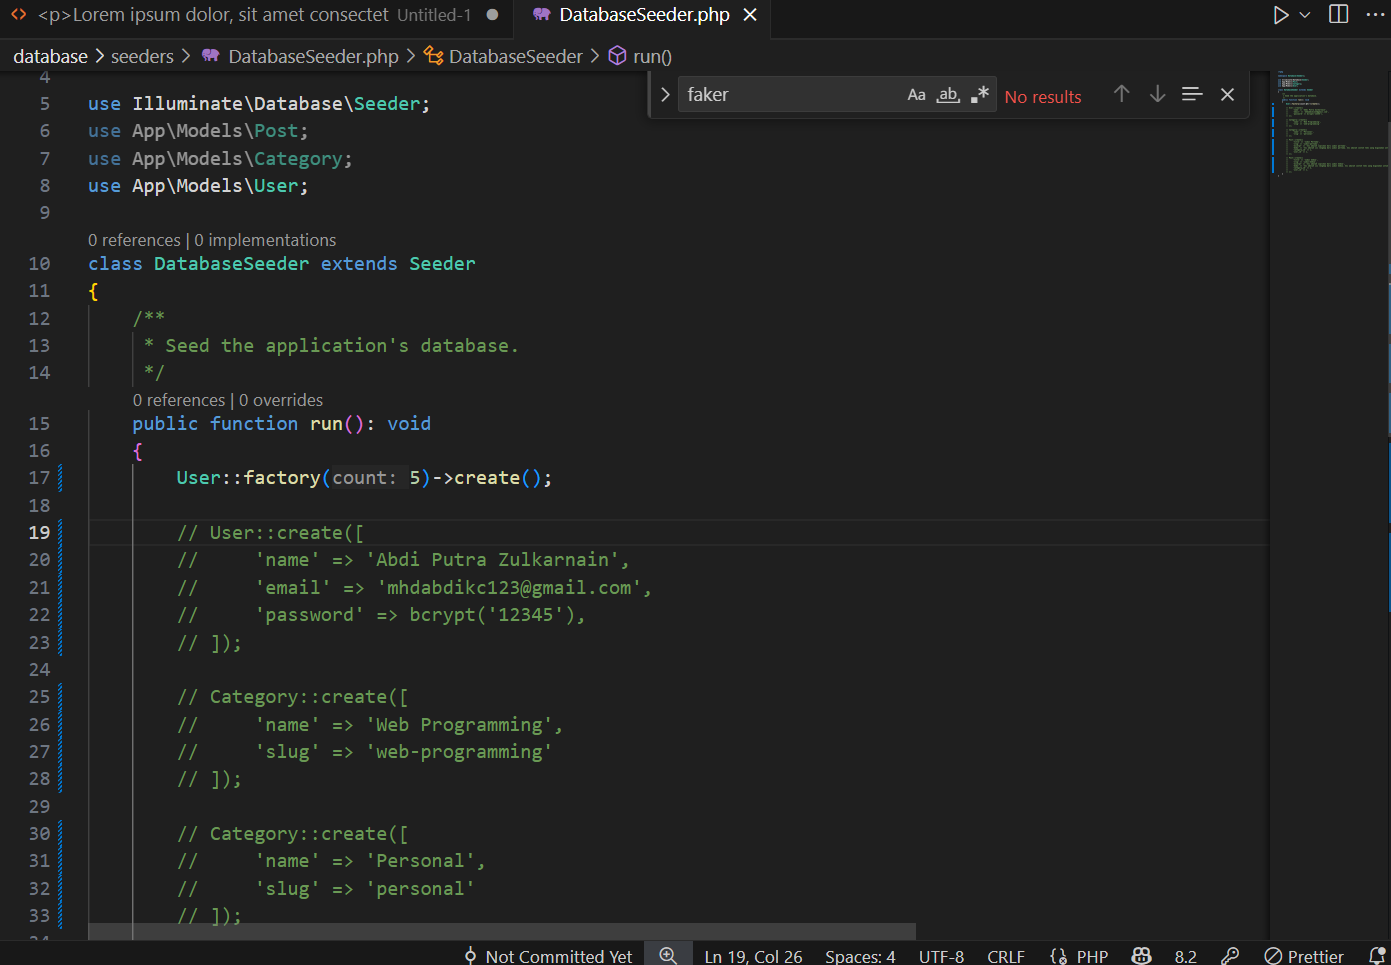 <p>Lorem ipsum dolor, sit amet consectet Untitled-1
DatabaseSeeder.php
database > seeders > DatabaseSeeder.php > DatabaseSeeder > run()
faker
Aa ab .* No results
4
5 use Illuminate\Database\Seeder;
6 use App\Models\Post;
7 use App\Models\Category;
8 use App\Models\User;
9
0 references | 0 implementations
10 class DatabaseSeeder extends Seeder
11 {
12 /**
13 * Seed the application's database.
14 */
0 references | 0 overrides
15 public function run(): void
16 {
17 User::factory(count: 5)->create();
18
19 // User::create([
20 // 'name' => 'Abdi Putra Zulkarnain',
21 // 'email' => 'mhdabdikc123@gmail.com',
22 // 'password' => bcrypt('12345'),
23 // ]);
24
25 // Category::create([
26 // 'name' => 'Web Programming',
27 // 'slug' => 'web-programming'
28 // ]);
29
30 // Category::create([
31 // 'name' => 'Personal',
32 // 'slug' => 'personal'
33 // ]);
Not Committed Yet Ln 19, Col 26 Spaces: 4 UTF-8 CRLF PHP 8.2 Prettier